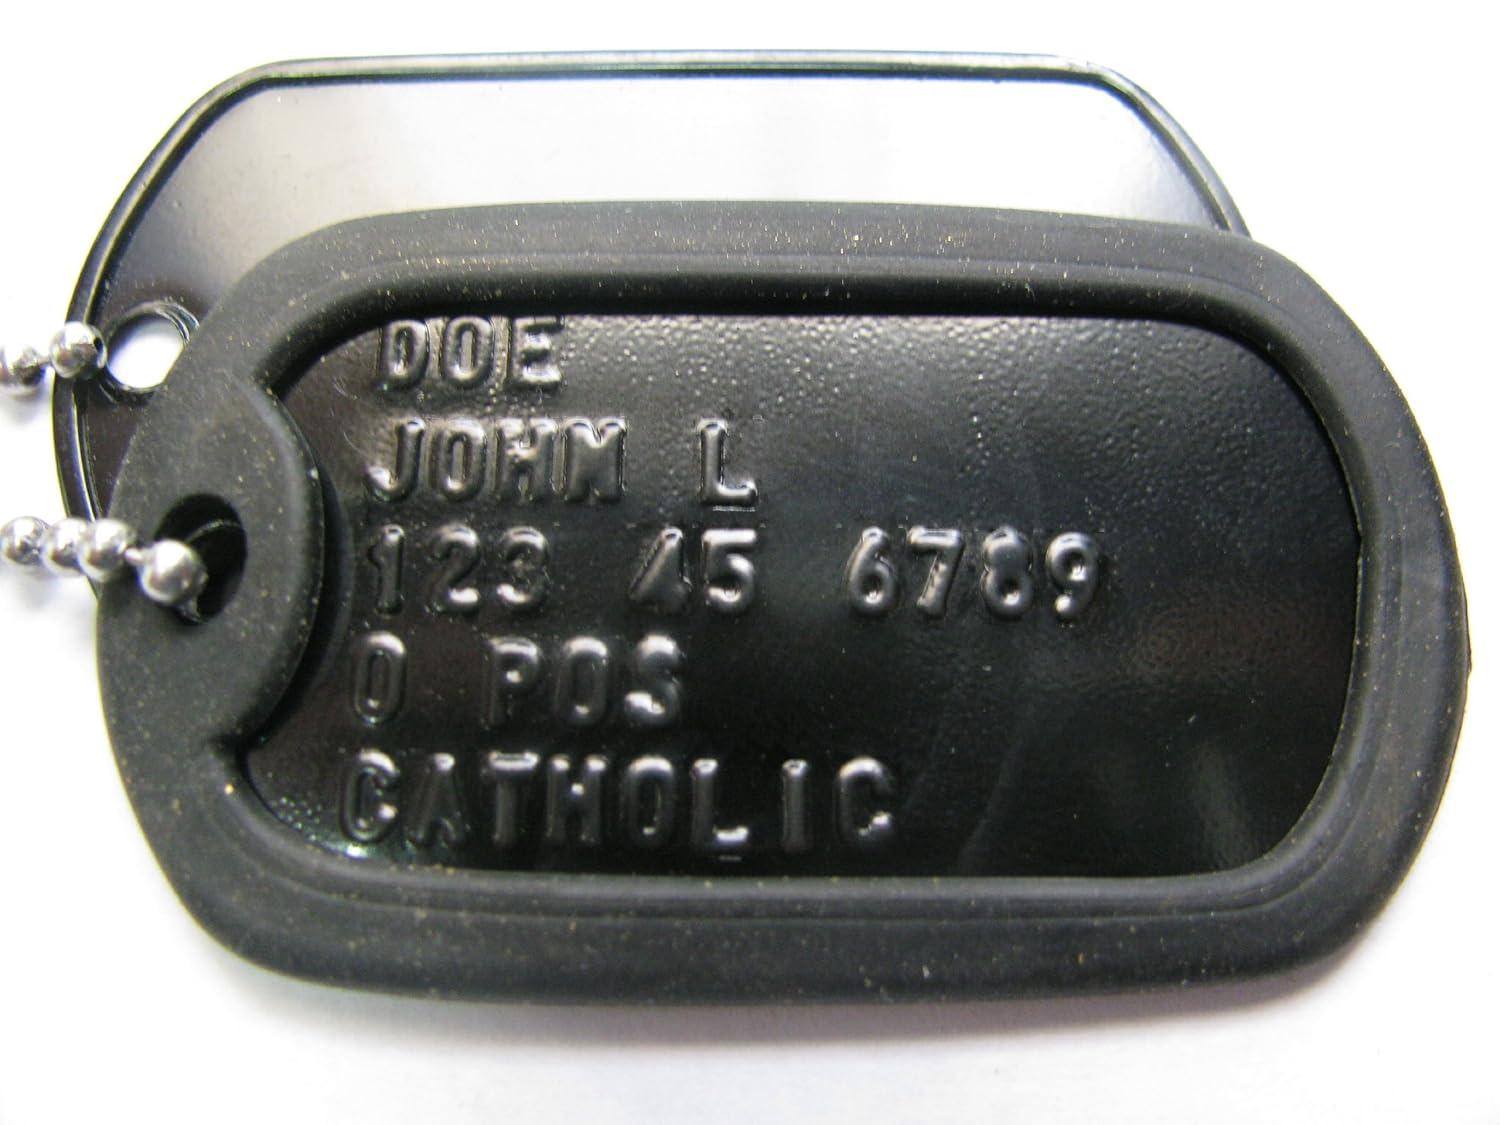 DOE
JOHN L
123 45 6789
O POS
CATHOLIC